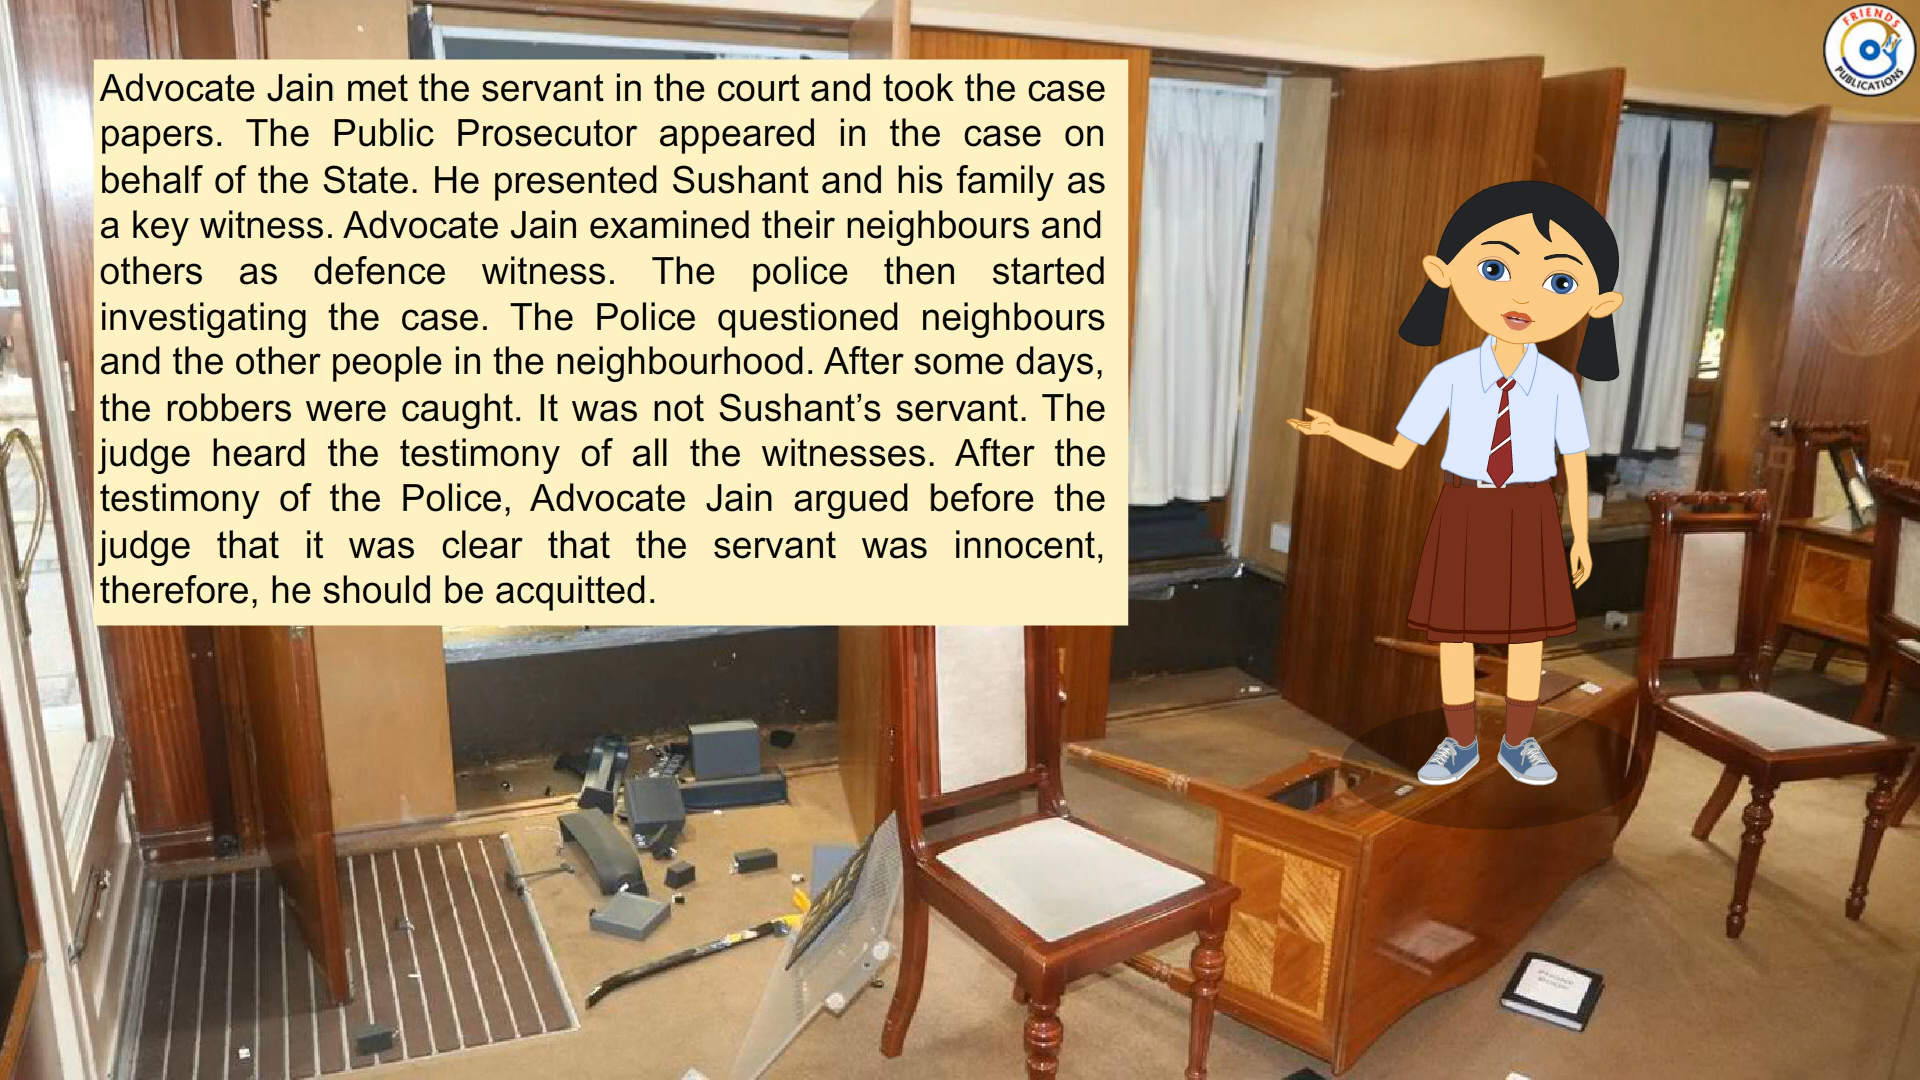 Advocate Jain met the servant in the court and took the case
papers. The Public Prosecutor appeared in the case on
behalf of the State. He presented Sushant and his family as
a key witness. Advocate Jain examined their neighbours and
others as defence witness. The police then started
investigating the case. The Police questioned neighbours
and the other people in the neighbourhood. After some days,
the robbers were caught. It was not Sushant’s servant. The
judge heard the testimony of all the witnesses. After the
testimony of the Police, Advocate Jain argued before the
judge that it was clear that the servant was innocent,
therefore, he should be acquitted.
FRIENDS
PUBLICATIONS